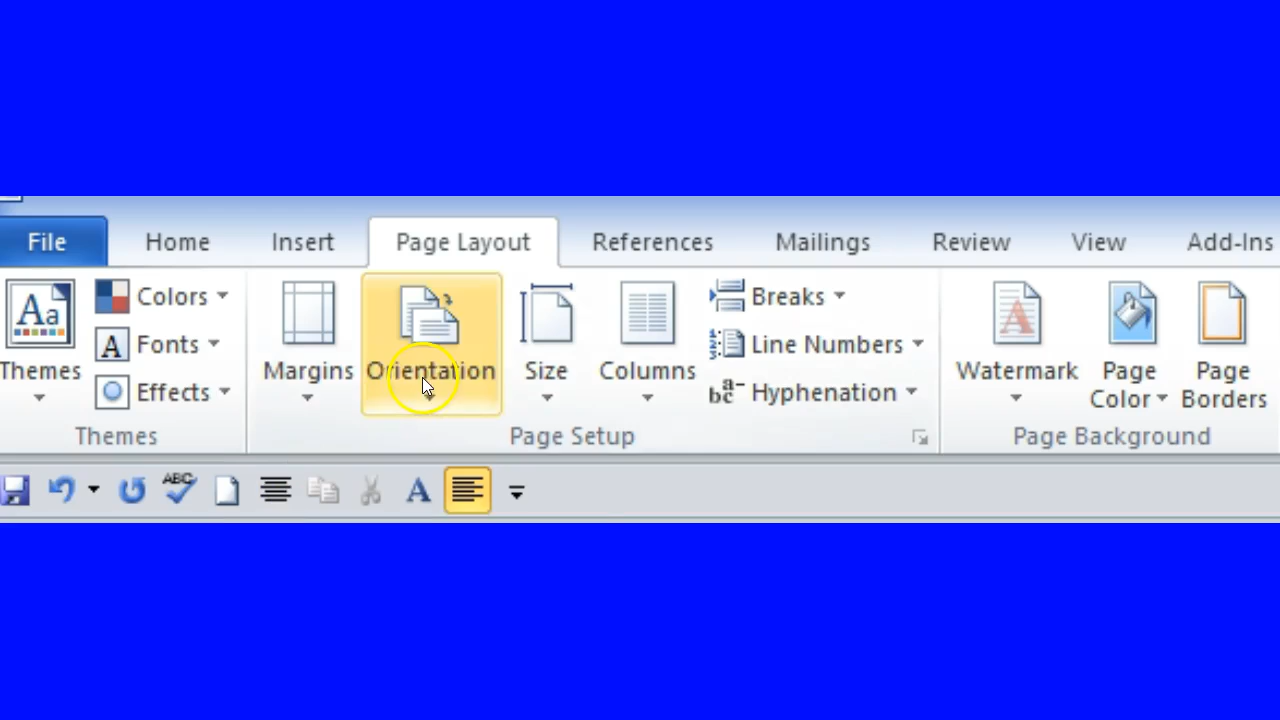 File Home Insert Page Layout References Mailings Review View Add-Ins
Themes
Colors
Fonts
Effects
Themes
Margins
Orientation
Size
Columns
Breaks
Line Numbers
Hyphenation
Page Setup
Watermark
Page
Color
Page
Borders
Page Background